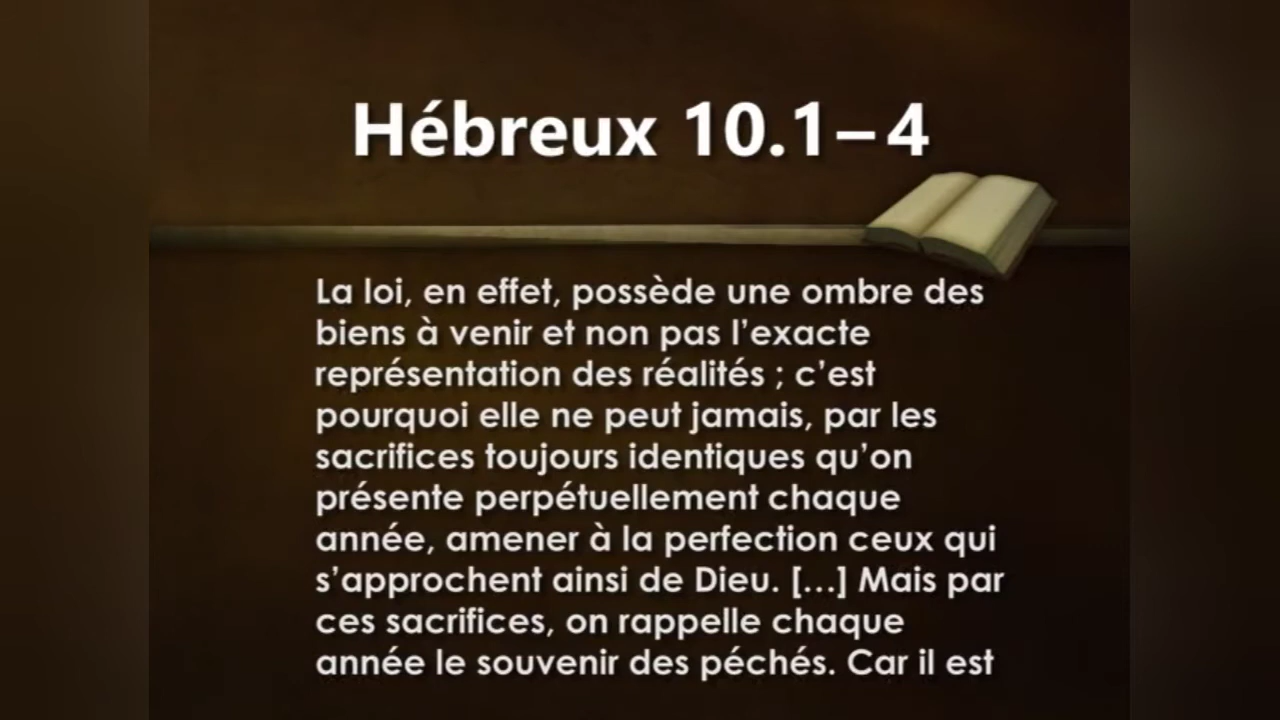 Hébreux 10.1–4
La loi, en effet, possède une ombre des
biens à venir et non pas l’exacte
représentation des réalités ; c’est
pourquoi elle ne peut jamais, par les
sacrifices toujours identiques qu’on
présente perpétuellement chaque
année, amener à la perfection ceux qui
s’approchent ainsi de Dieu. […] Mais par
ces sacrifices, on rappelle chaque
année le souvenir des péchés. Car il est